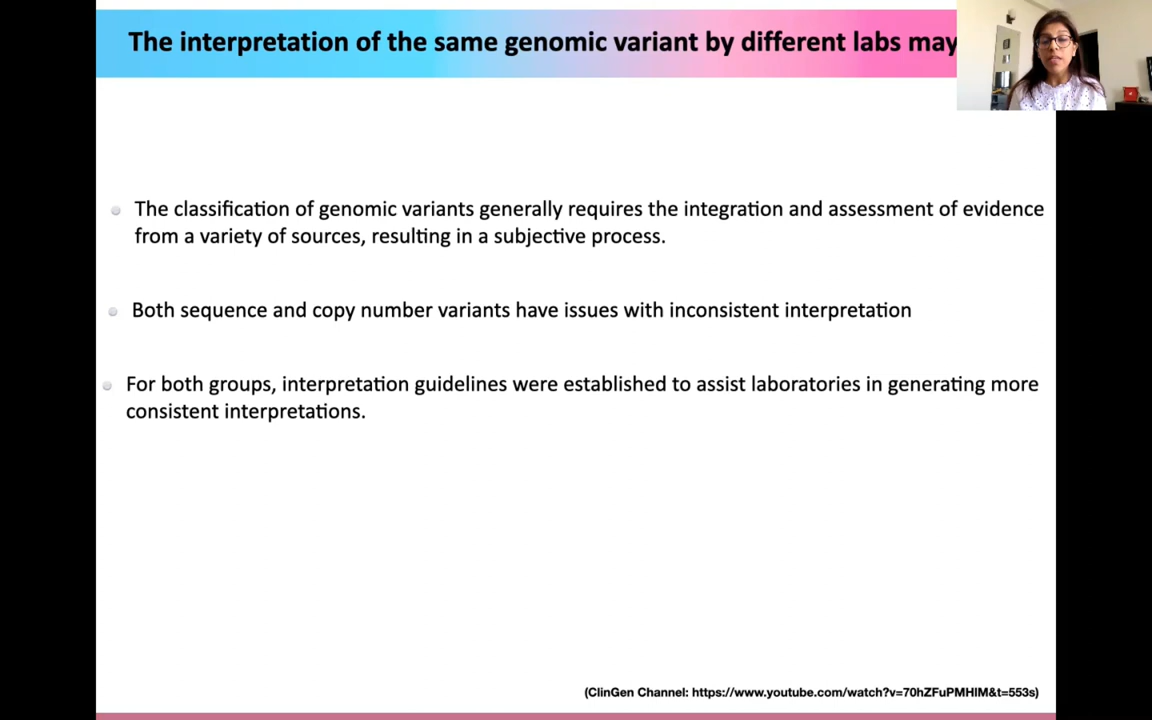 The interpretation of the same genomic variant by different labs may
The classification of genomic variants generally requires the integration and assessment of evidence
from a variety of sources, resulting in a subjective process.
Both sequence and copy number variants have issues with inconsistent interpretation
For both groups, interpretation guidelines were established to assist laboratories in generating more
consistent interpretations.
(ClinGen Channel: https://www.youtube.com/watch?v=70hZFuPMHlM&t=553s)